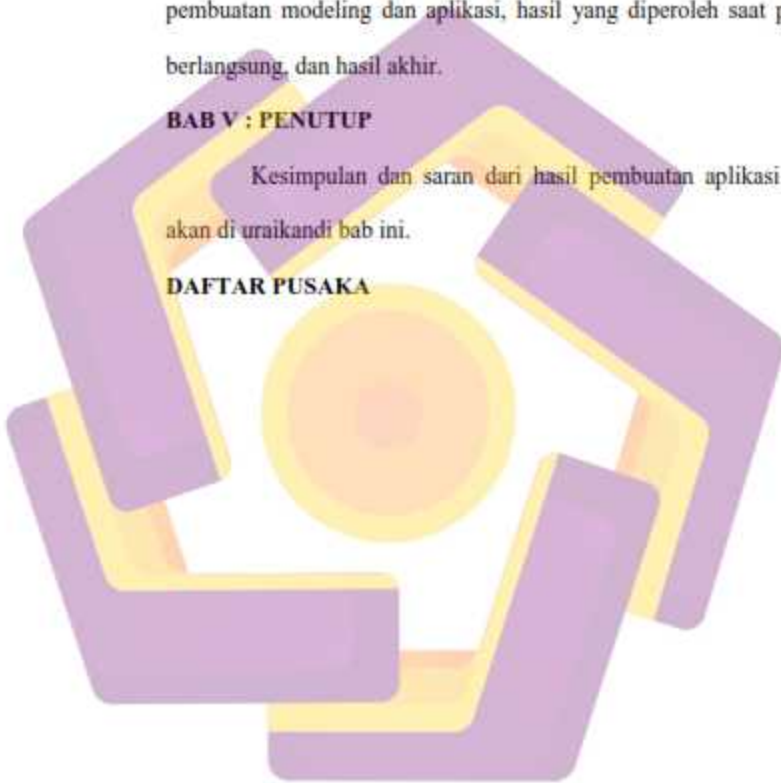 pembuatan modeling dan aplikasi, hasil yang diperoleh saat
berlangsung, dan hasil akhir.
BAB V : PENUTUP
Kesimpulan dan saran dari hasil pembuatan aplikasi
akan di uraikandi bab ini.
DAFTAR PUSAKA